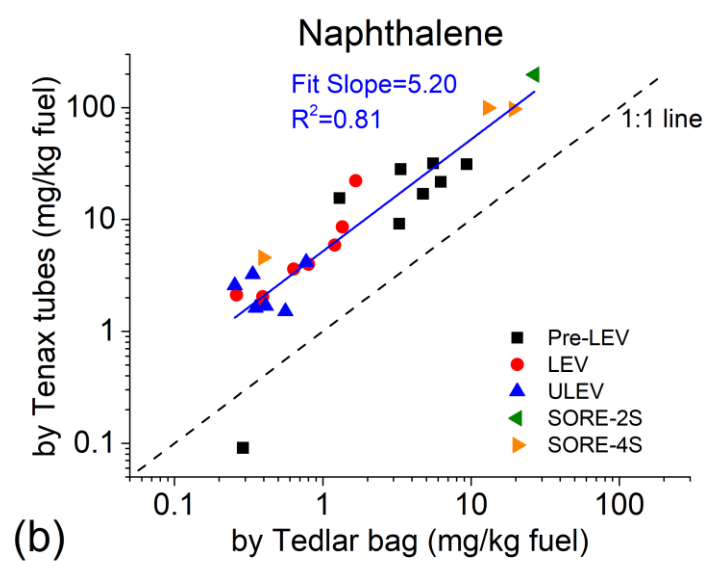 Naphthalene
Fit Slope=5.20
R²=0.81
1:1 line
by Tenax tubes (mg/kg fuel)
100
10
1
0.1
Pre-LEV
LEV
ULEV
SORE-2S
SORE-4S
0.1 1 10 100
by Tedlar bag (mg/kg fuel)
(b)